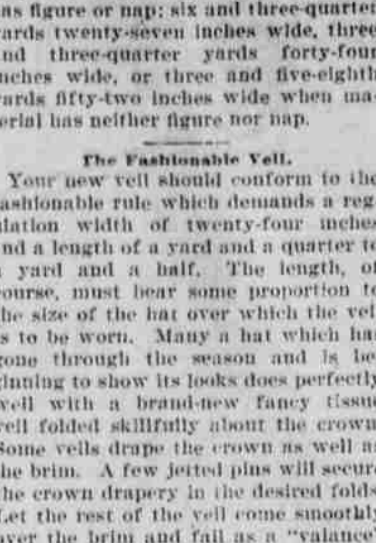 as figure or nap; six and three-quarter
yards twenty-seven inches wide, three
and three-quarter yards forty-four
inches wide, or three and five-eighth
yards fifty-two inches wide when ma-
terial has neither figure nor nap.
The Fashionable Veil.
Your new veil should conform to the
fashionable rule which demands a reg-
ulation width of twenty-four inches
and a length of a yard and a quarter to
a yard and a half. The length, of
course, must bear some proportion to
the size of the hat over which the veil
is to be worn. Many a hat which has
gone through the season and is be-
ginning to show its looks does perfectly
well with a brand-new fancy tissue
veil folded skillfully about the crown.
Some veils drape the crown as well as
the brim. A few jetted pins will secure
the crown drapery in the desired folds.
Let the rest of the veil come smoothly
over the brim and fall as a "valance"